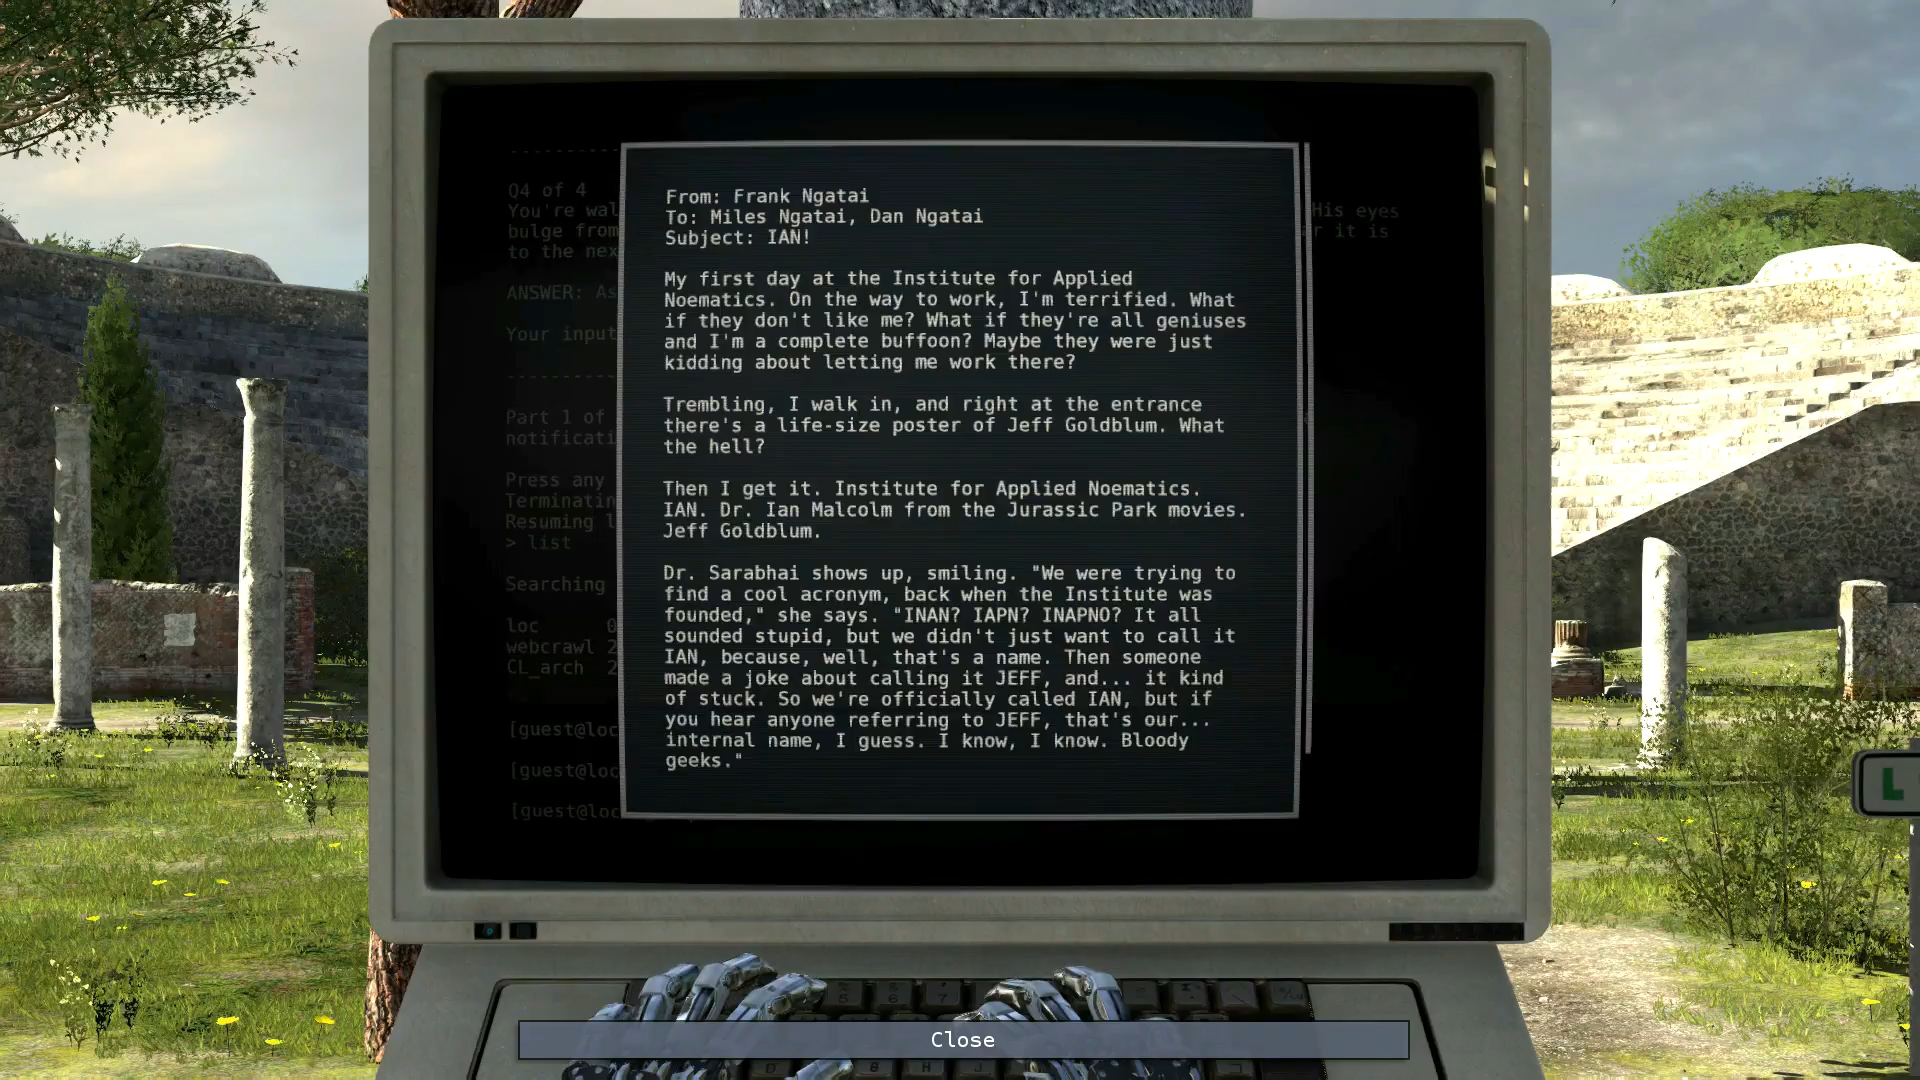 Q4 of 4
You're wal
His eyes
bulge from
r it is
to the nex
ANSWER: As
Your input
Part 1 of
notificati
Press any
Terminatin
Resuming l
> list
Searching
loc 0
webcrawl 2
CL_arch 2
[guest@loc
[guest@loc
[guest@loc
From: Frank Ngatai
To: Miles Ngatai, Dan Ngatai
Subject: IAN!
My first day at the Institute for Applied
Noematics. On the way to work, I'm terrified. What
if they don't like me? What if they're all geniuses
and I'm a complete buffoon? Maybe they were just
kidding about letting me work there?
Trembling, I walk in, and right at the entrance
there's a life-size poster of Jeff Goldblum. What
the hell?
Then I get it. Institute for Applied Noematics.
IAN. Dr. Ian Malcolm from the Jurassic Park movies.
Jeff Goldblum.
Dr. Sarabhai shows up, smiling. "We were trying to
find a cool acronym, back when the Institute was
founded," she says. "INAN? IAPN? INAPNO? It all
sounded stupid, but we didn't just want to call it
IAN, because, well, that's a name. Then someone
made a joke about calling it JEFF, and... it kind
of stuck. So we're officially called IAN, but if
you hear anyone referring to JEFF, that's our...
internal name, I guess. I know, I know. Bloody
geeks."
L
5 6 7
D H J
Close